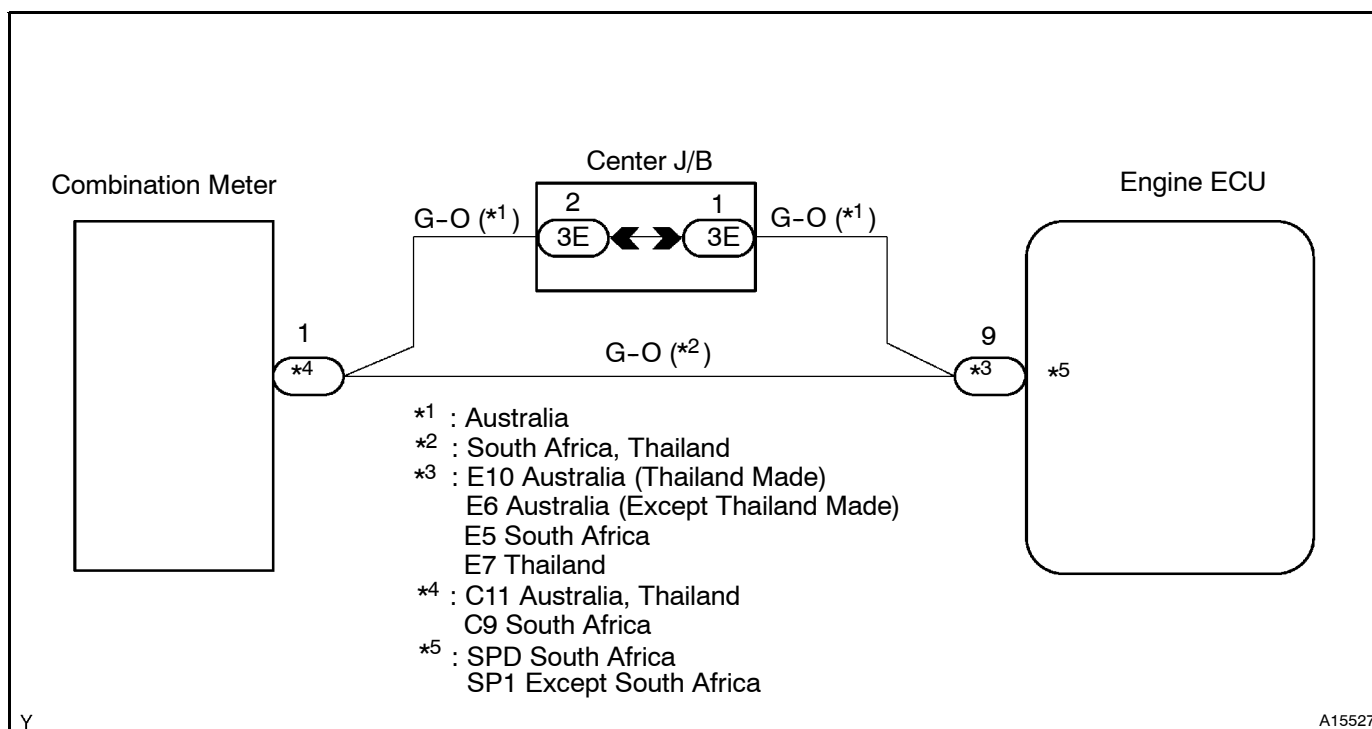 Center J/B
Combination Meter
Engine ECU
G-O (*1)
2
3E
1
3E
G-O (*1)
1
*4
G-O (*2)
9
*3
*5
*1 : Australia
*2 : South Africa, Thailand
*3 : E10 Australia (Thailand Made)
E6 Australia (Except Thailand Made)
E5 South Africa
E7 Thailand
*4 : C11 Australia, Thailand
C9 South Africa
*5 : SPD South Africa
SP1 Except South Africa
Y
A15527